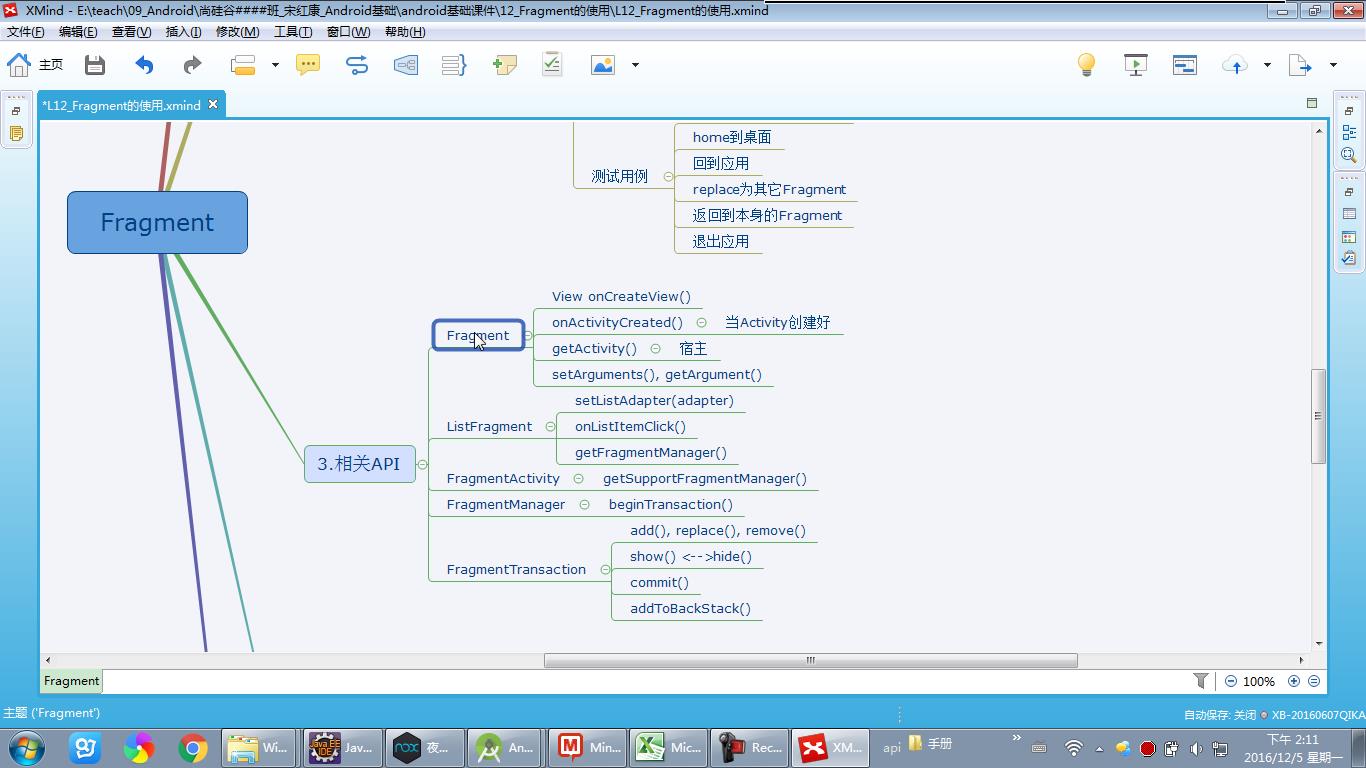 XMind - E:\teach\09_Android\尚硅谷####班_宋红康_Android基础\android基础课件\12_Fragment的使用\L12_Fragment的使用.xmind
文件(F) 编辑(E) 查看(V) 插入(I) 修改(M) 工具(T) 窗口(W) 帮助(H)
主页
*L12_Fragment的使用.xmind
Fragment
测试用例
home到桌面
回到应用
replace为其它Fragment
返回到本身的Fragment
退出应用
3.相关API
Fragment
View onCreateView()
onActivityCreated() 当Activity创建好
getActivity() 宿主
setArguments(), getArgument()
ListFragment
setListAdapter(adapter)
onListItemClick()
getFragmentManager()
FragmentActivity getSupportFragmentManager()
FragmentManager beginTransaction()
FragmentTransaction
add(), replace(), remove()
show() <-->hide()
commit()
addToBackStack()
Fragment
100%
主题 ('Fragment')
自动保存: 关闭 XB-20160607QIKA
Wi...
Jav...
夜...
An...
Min...
Mic...
Rec...
XM...
api
手册
下午 2:11
2016/12/5 星期一